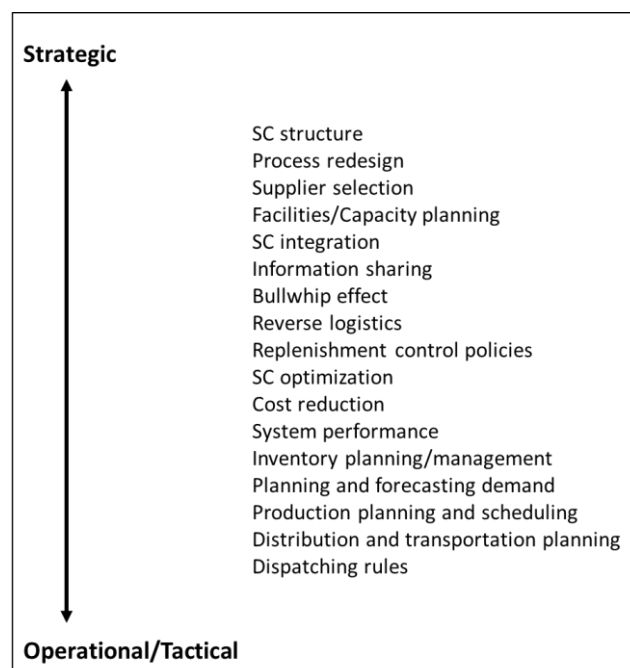 Strategic
SC structure
Process redesign
Supplier selection
Facilities/Capacity planning
SC integration
Information sharing
Bullwhip effect
Reverse logistics
Replenishment control policies
SC optimization
Cost reduction
System performance
Inventory planning/management
Planning and forecasting demand
Production planning and scheduling
Distribution and transportation planning
Dispatching rules
Operational/Tactical